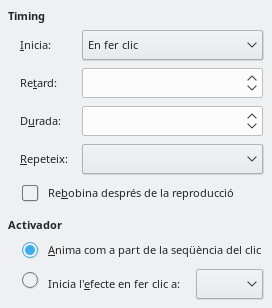 Timing
Inicia: En fer clic
Retard:
Durada:
Repeteix:
Rebobina després de la reproducció
Activador
Anima com a part de la seqüència del clic
Inicia l'efecte en fer clic a: